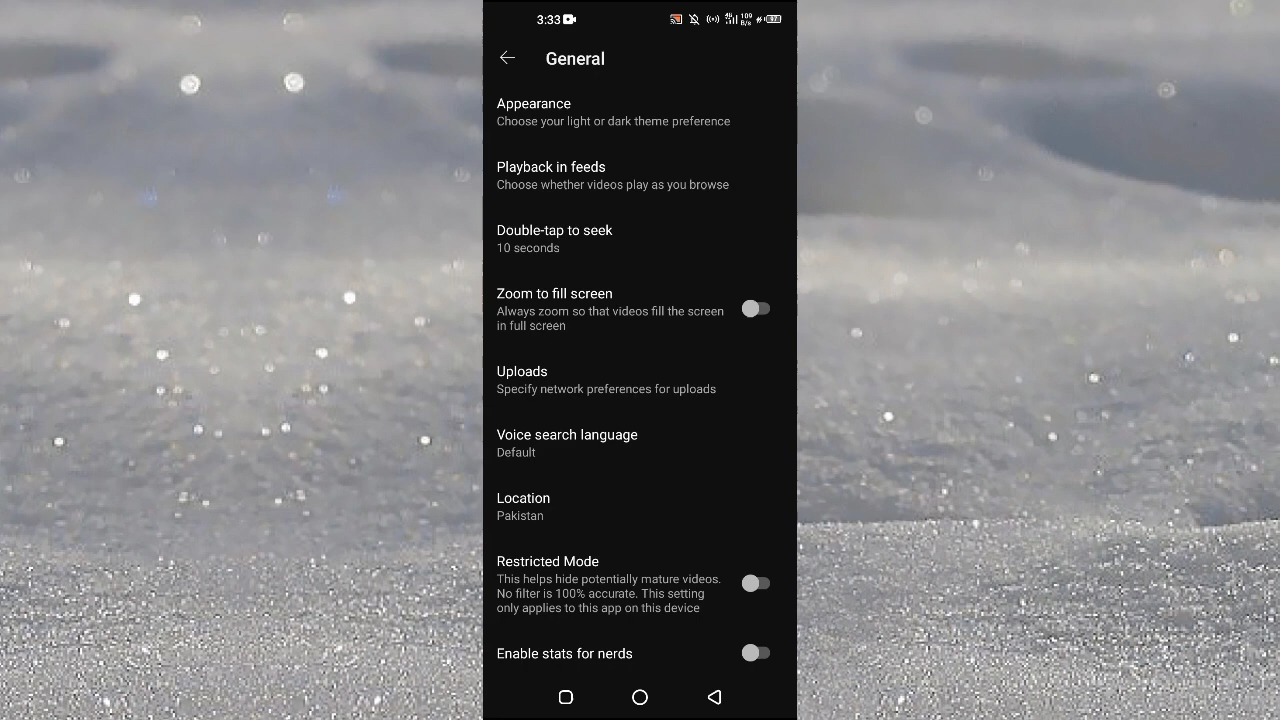 3:33
109
B/s
97
General
Appearance
Choose your light or dark theme preference
Playback in feeds
Choose whether videos play as you browse
Double-tap to seek
10 seconds
Zoom to fill screen
Always zoom so that videos fill the screen
in full screen
Uploads
Specify network preferences for uploads
Voice search language
Default
Location
Pakistan
Restricted Mode
This helps hide potentially mature videos.
No filter is 100% accurate. This setting
only applies to this app on this device
Enable stats for nerds